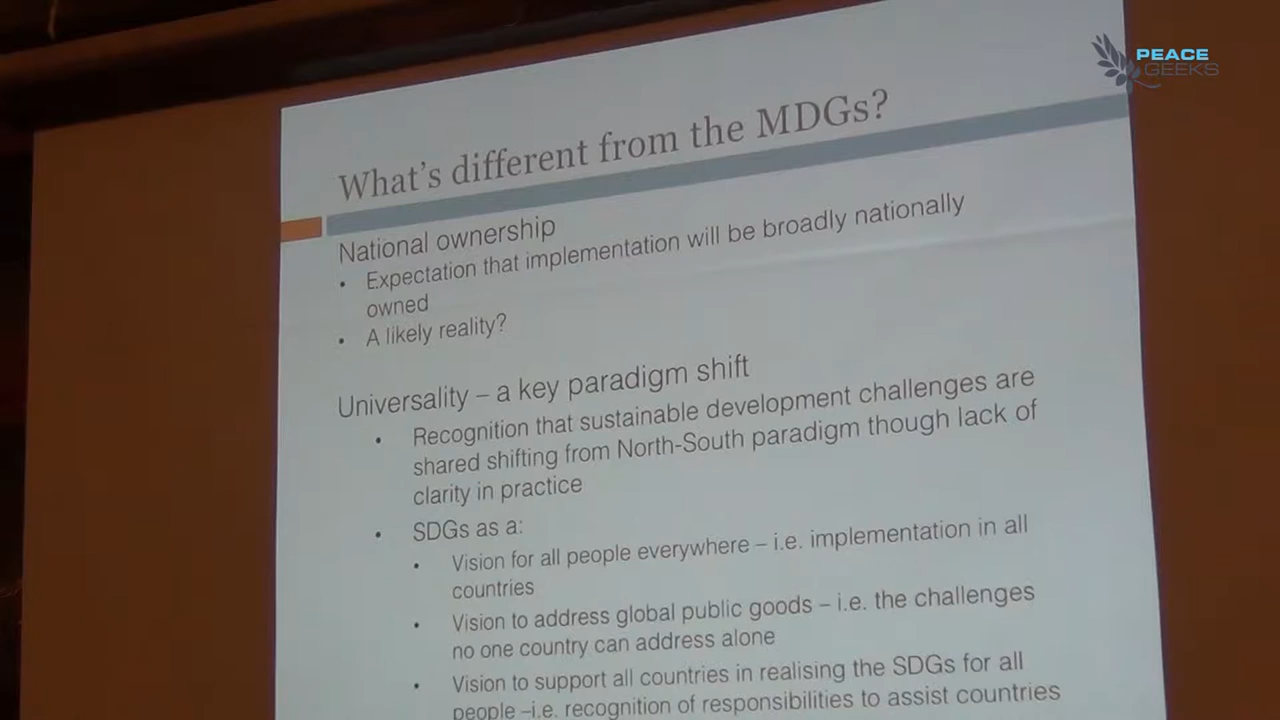 PEACE
GEEKS
What's different from the MDGs?
National ownership
• Expectation that implementation will be broadly nationally
owned
• A likely reality?
Universality – a key paradigm shift
• Recognition that sustainable development challenges are
shared shifting from North-South paradigm though lack of
clarity in practice
• SDGs as a:
• Vision for all people everywhere – i.e. implementation in all
countries
• Vision to address global public goods – i.e. the challenges
no one country can address alone
• Vision to support all countries in realising the SDGs for all
people –i.e. recognition of responsibilities to assist countries